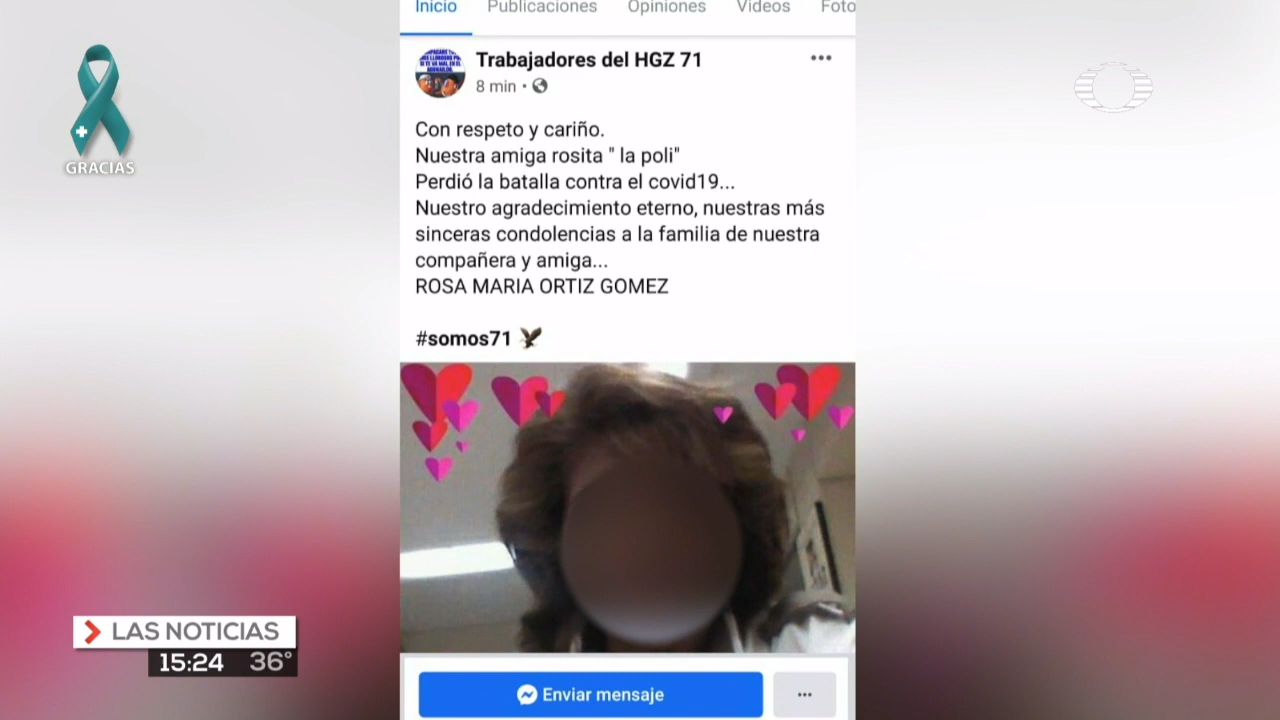 Inicio Publicaciones Opiniones Videos Foto
Trabajadores del HGZ 71
8 min •
Con respeto y cariño.
Nuestra amiga rosita " la poli"
Perdió la batalla contra el covid19...
Nuestro agradecimiento eterno, nuestras más
sinceras condolencias a la familia de nuestra
compañera y amiga...
ROSA MARIA ORTIZ GOMEZ
#somos71
Enviar mensaje
GRACIAS
LAS NOTICIAS
15:24 36°